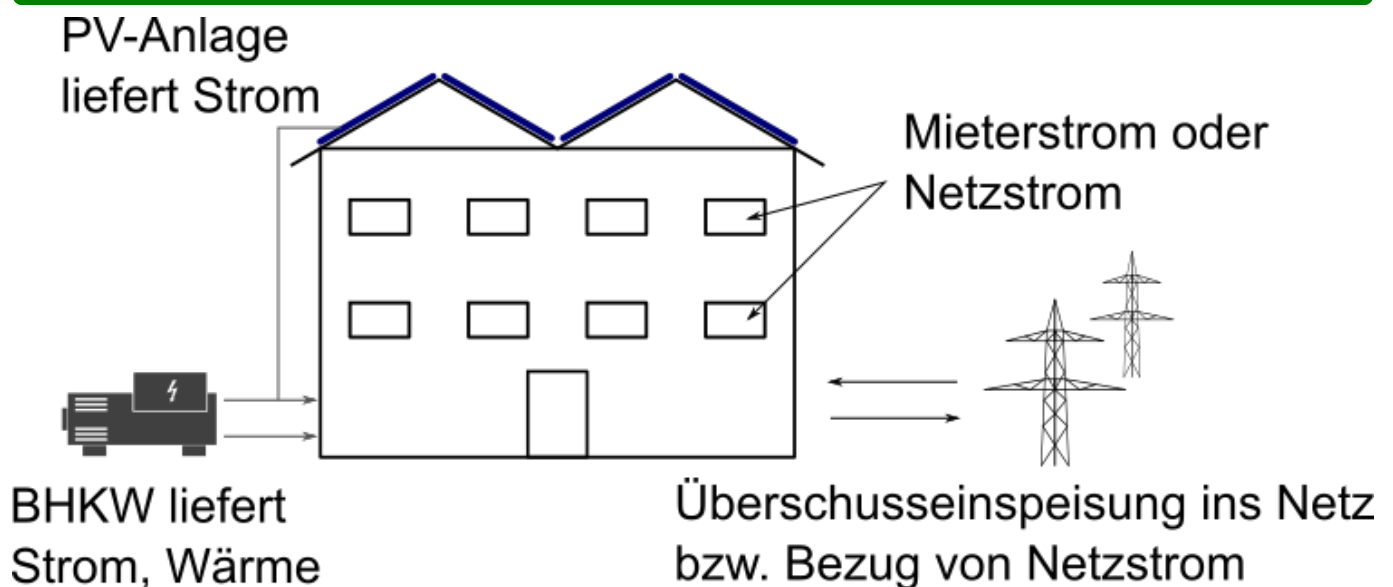 PV-Anlage
liefert Strom
Mieterstrom oder
Netzstrom
BHKW liefert
Strom, Wärme
Überschusseinspeisung ins Netz
bzw. Bezug von Netzstrom